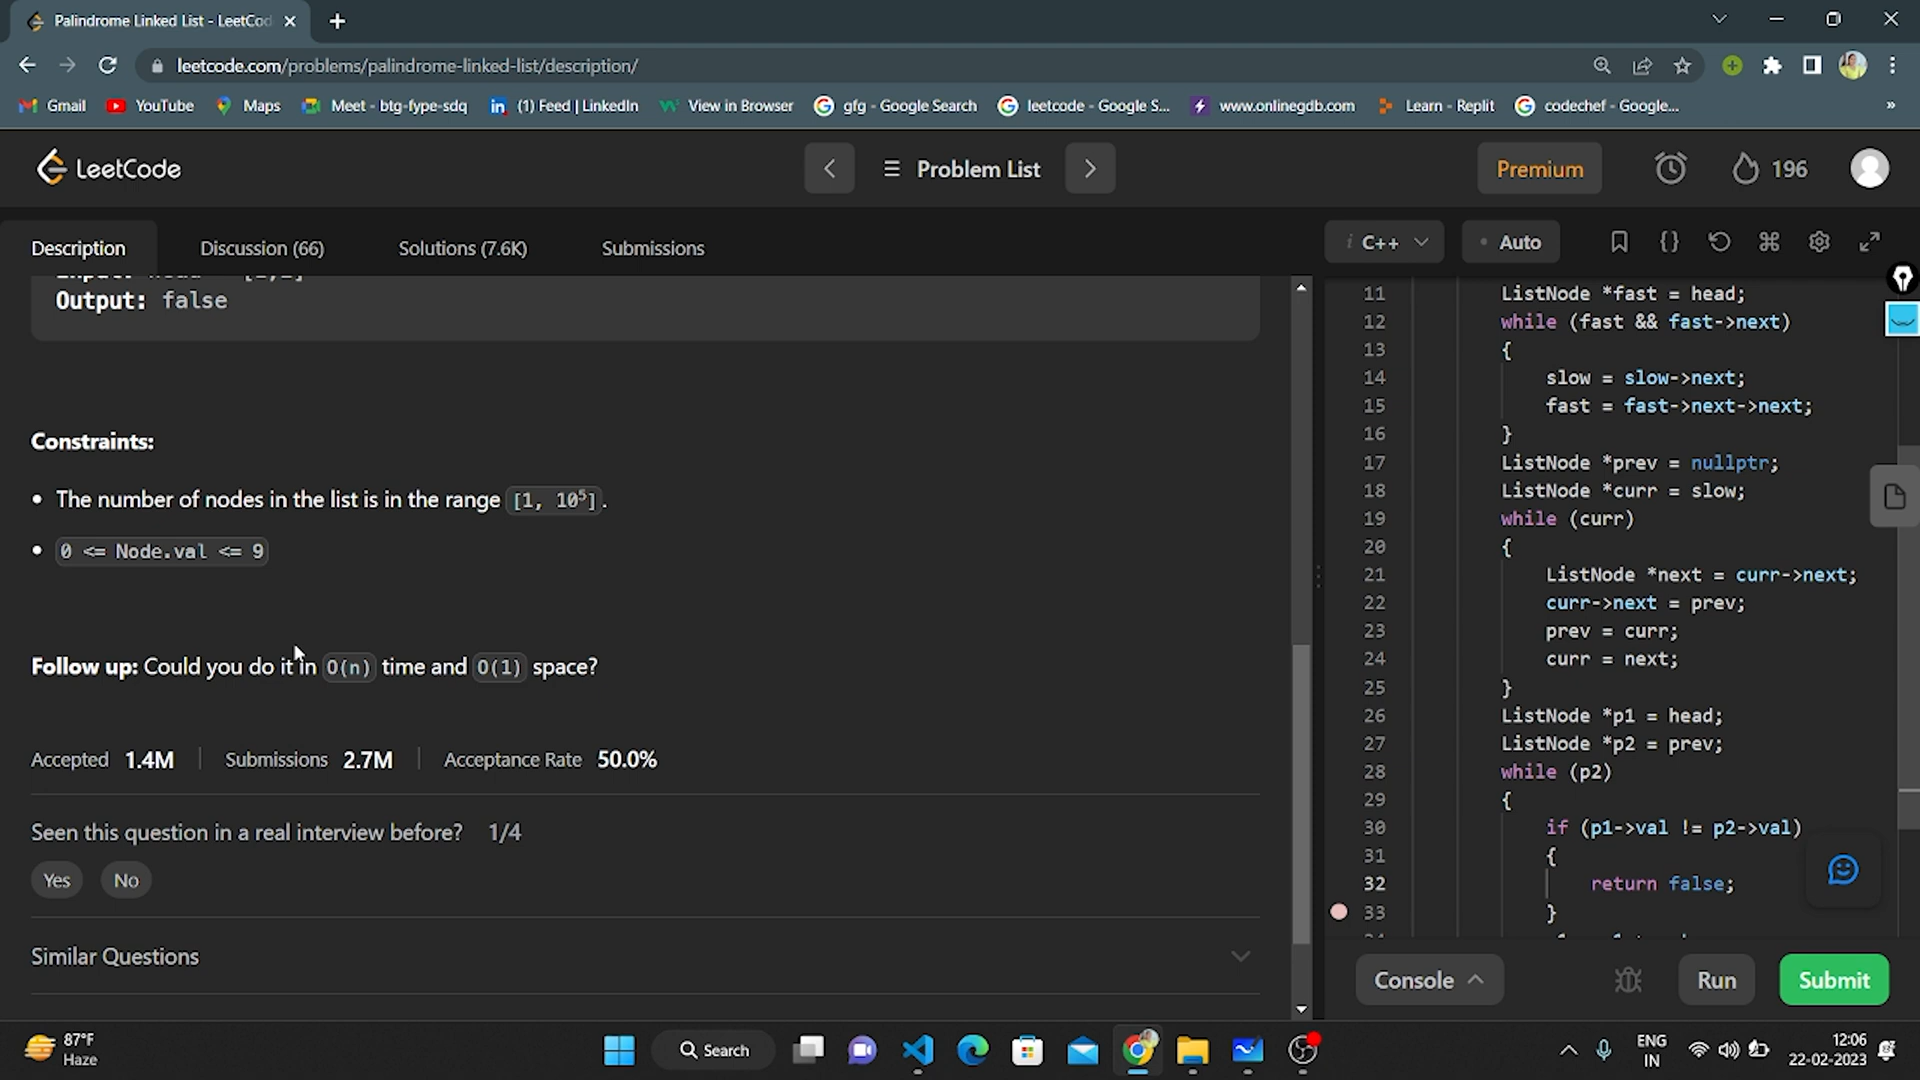 Palindrome Linked List - LeetCod
leetcode.com/problems/palindrome-linked-list/description/
Gmail YouTube Maps Meet - btg-fype-sdq (1) Feed | LinkedIn View in Browser gfg - Google Search leetcode - Google S... www.onlinegdb.com Learn - Replit codechef - Google... »
LeetCode
Problem List
Premium 196
Description Discussion (66) Solutions (7.6K) Submissions
i C++ Auto
Output: false
Constraints:
• The number of nodes in the list is in the range [1, 10⁵].
• 0 <= Node.val <= 9
Follow up: Could you do it in O(n) time and O(1) space?
Accepted 1.4M Submissions 2.7M Acceptance Rate 50.0%
Seen this question in a real interview before? 1/4
Yes No
Similar Questions
11 ListNode *fast = head;
12 while (fast && fast->next)
13 {
14 slow = slow->next;
15 fast = fast->next->next;
16 }
17 ListNode *prev = nullptr;
18 ListNode *curr = slow;
19 while (curr)
20 {
21 ListNode *next = curr->next;
22 curr->next = prev;
23 prev = curr;
24 curr = next;
25 }
26 ListNode *p1 = head;
27 ListNode *p2 = prev;
28 while (p2)
29 {
30 if (p1->val != p2->val)
31 {
32 return false;
33 }
Console Run Submit
87°F
Haze
Search
ENG
IN
12:06
22-02-2023